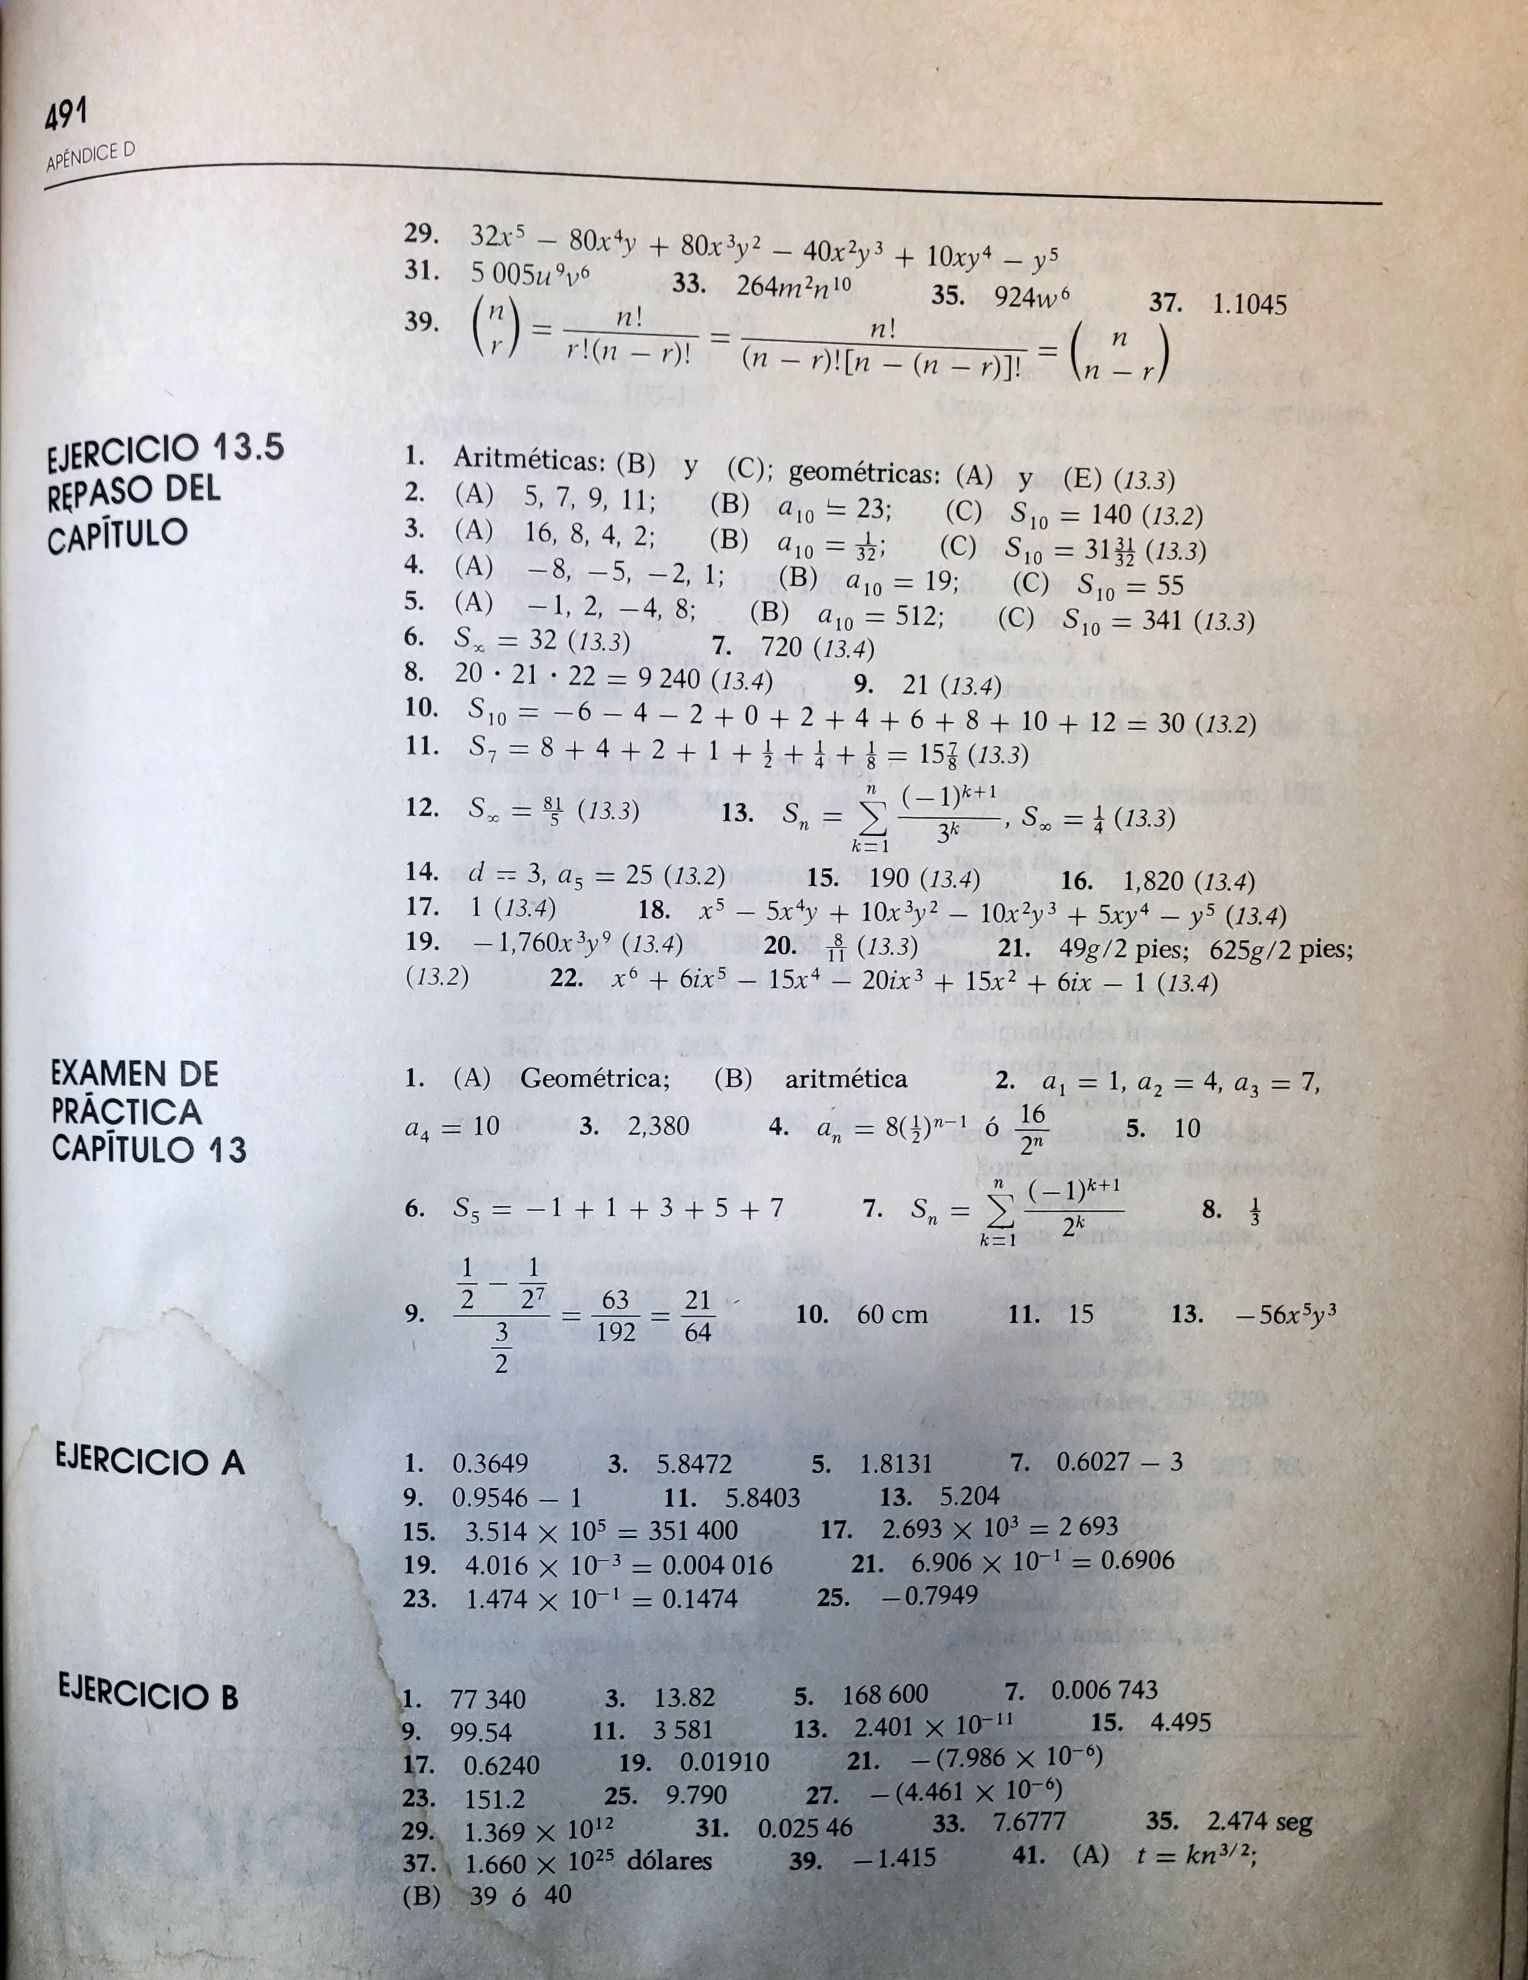 491
APÉNDICE D
29. 32x⁵ − 80x⁴y + 80x³y² − 40x²y³ + 10xy⁴ − y⁵
31. 5 005u⁹v⁶ 33. 264m²n¹⁰ 35. 924w⁶ 37. 1.1045
39. (n r) = n!/(r!(n − r)!) = n!/((n − r)![n − (n − r)]!) = (n n − r)
EJERCICIO 13.5
REPASO DEL
CAPÍTULO
1. Aritméticas: (B) y (C); geométricas: (A) y (E) (13.3)
2. (A) 5, 7, 9, 11; (B) a₁₀ = 23; (C) S₁₀ = 140 (13.2)
3. (A) 16, 8, 4, 2; (B) a₁₀ = 1/32; (C) S₁₀ = 31 31/32 (13.3)
4. (A) −8, −5, −2, 1; (B) a₁₀ = 19; (C) S₁₀ = 55
5. (A) −1, 2, −4, 8; (B) a₁₀ = 512; (C) S₁₀ = 341 (13.3)
6. S∞ = 32 (13.3) 7. 720 (13.4)
8. 20 · 21 · 22 = 9 240 (13.4) 9. 21 (13.4)
10. S₁₀ = −6 − 4 − 2 + 0 + 2 + 4 + 6 + 8 + 10 + 12 = 30 (13.2)
11. S₇ = 8 + 4 + 2 + 1 + 1/2 + 1/4 + 1/8 = 15 7/8 (13.3)
12. S∞ = 81/5 (13.3) 13. Sₙ = Σ k=1 n (−1)ᵏ⁺¹/3ᵏ, S∞ = 1/4 (13.3)
14. d = 3, a₅ = 25 (13.2) 15. 190 (13.4) 16. 1,820 (13.4)
17. 1 (13.4) 18. x⁵ − 5x⁴y + 10x³y² − 10x²y³ + 5xy⁴ − y⁵ (13.4)
19. −1,760x³y⁹ (13.4) 20. 8/11 (13.3) 21. 49g/2 pies; 625g/2 pies;
(13.2) 22. x⁶ + 6ix⁵ − 15x⁴ − 20ix³ + 15x² + 6ix − 1 (13.4)
EXAMEN DE
PRÁCTICA
CAPÍTULO 13
1. (A) Geométrica; (B) aritmética 2. a₁ = 1, a₂ = 4, a₃ = 7,
a₄ = 10 3. 2,380 4. aₙ = 8(1/2)ⁿ⁻¹ ó 16/2ⁿ 5. 10
6. S₅ = −1 + 1 + 3 + 5 + 7 7. Sₙ = Σ k=1 n (−1)ᵏ⁺¹/2ᵏ 8. 1/3
9. (1/2 − 1/2⁷)/(3/2) = 63/192 = 21/64 10. 60 cm 11. 15 13. −56x⁵y³
EJERCICIO A
1. 0.3649 3. 5.8472 5. 1.8131 7. 0.6027 − 3
9. 0.9546 − 1 11. 5.8403 13. 5.204
15. 3.514 × 10⁵ = 351 400 17. 2.693 × 10³ = 2 693
19. 4.016 × 10⁻³ = 0.004 016 21. 6.906 × 10⁻¹ = 0.6906
23. 1.474 × 10⁻¹ = 0.1474 25. −0.7949
EJERCICIO B
1. 77 340 3. 13.82 5. 168 600 7. 0.006 743
9. 99.54 11. 3 581 13. 2.401 × 10⁻¹¹ 15. 4.495
17. 0.6240 19. 0.01910 21. −(7.986 × 10⁻⁶)
23. 151.2 25. 9.790 27. −(4.461 × 10⁻⁶)
29. 1.369 × 10¹² 31. 0.025 46 33. 7.6777 35. 2.474 seg
37. 1.660 × 10²⁵ dólares 39. −1.415 41. (A) t = kn³ᐟ²;
(B) 39 ó 40